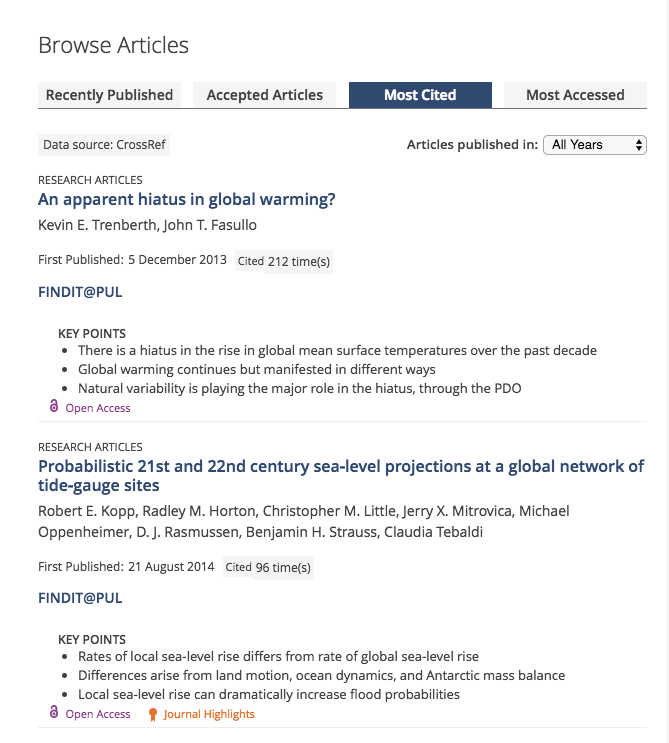 Browse Articles
Recently Published Accepted Articles Most Cited Most Accessed
Data source: CrossRef Articles published in: All Years
RESEARCH ARTICLES
An apparent hiatus in global warming?
Kevin E. Trenberth, John T. Fasullo
First Published: 5 December 2013 Cited 212 time(s)
FINDIT@PUL
KEY POINTS
• There is a hiatus in the rise in global mean surface temperatures over the past decade
• Global warming continues but manifested in different ways
• Natural variability is playing the major role in the hiatus, through the PDO
Open Access
RESEARCH ARTICLES
Probabilistic 21st and 22nd century sea-level projections at a global network of
tide-gauge sites
Robert E. Kopp, Radley M. Horton, Christopher M. Little, Jerry X. Mitrovica, Michael
Oppenheimer, D. J. Rasmussen, Benjamin H. Strauss, Claudia Tebaldi
First Published: 21 August 2014 Cited 96 time(s)
FINDIT@PUL
KEY POINTS
• Rates of local sea-level rise differs from rate of global sea-level rise
• Differences arise from land motion, ocean dynamics, and Antarctic mass balance
• Local sea-level rise can dramatically increase flood probabilities
Open Access Journal Highlights